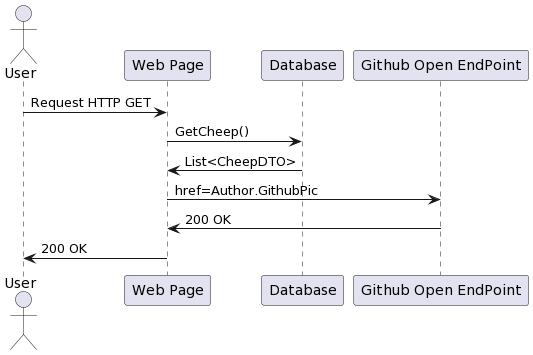 User
Web Page
Database
Github Open EndPoint
Request HTTP GET
GetCheep()
List<CheepDTO>
href=Author.GithubPic
200 OK
200 OK
User
Web Page
Database
Github Open EndPoint